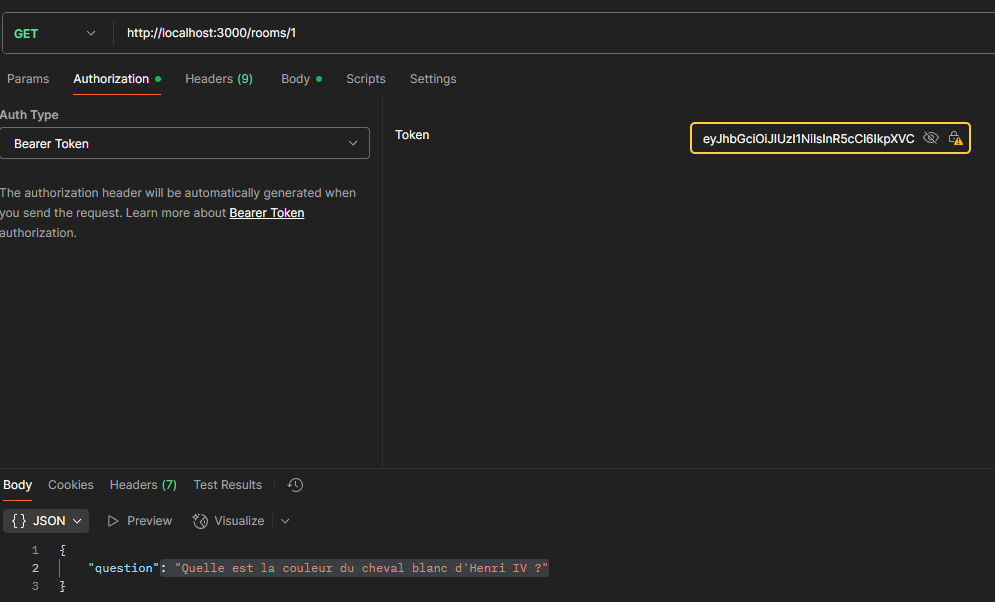 GET http://localhost:3000/rooms/1
Params Authorization Headers (9) Body Scripts Settings
Auth Type
Bearer Token
Token
eyJhbGciOiJIUzI1NiIsInR5cCI6IkpXVC
The authorization header will be automatically generated when
you send the request. Learn more about Bearer Token
authorization.
Body Cookies Headers (7) Test Results
{} JSON Preview Visualize
1 {
2 "question": "Quelle est la couleur du cheval blanc d'Henri IV ?"
3 }